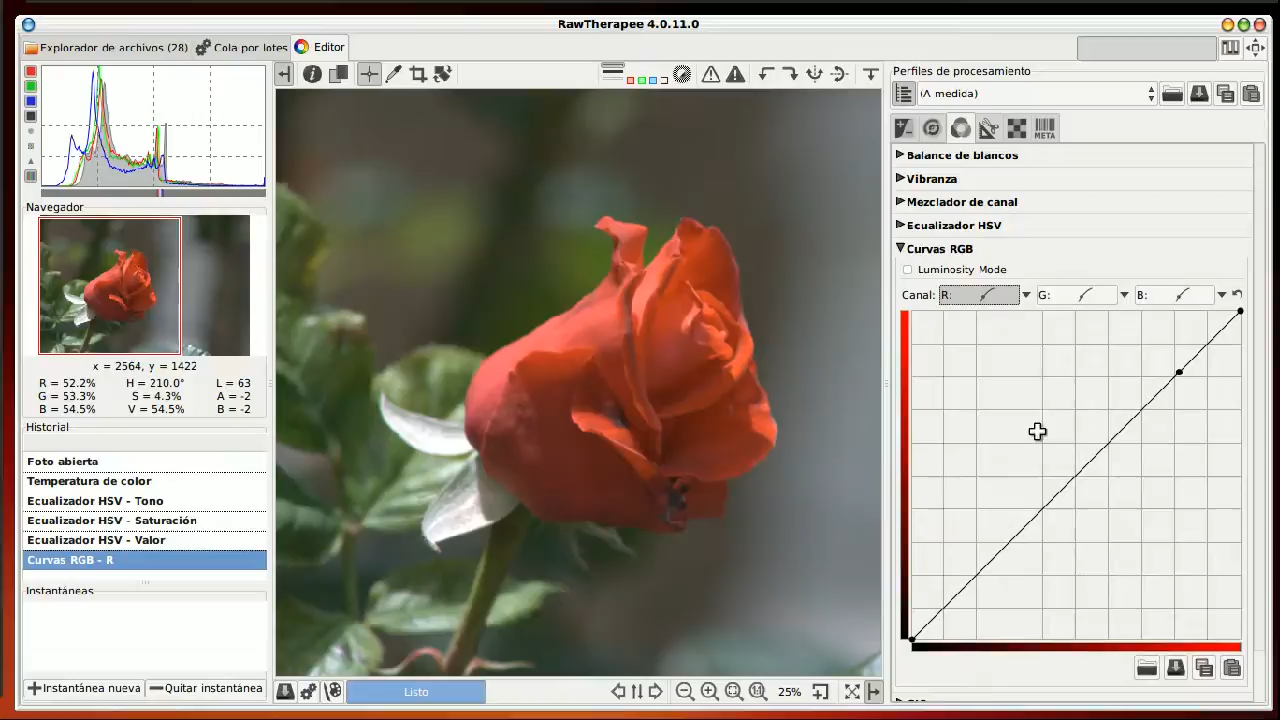 RawTherapee 4.0.11.0
Explorador de archivos (28)
Cola por lotes
Editor
Perfiles de procesamiento
(A medica)
META
Balance de blancos
Vibranza
Mezclador de canal
Ecualizador HSV
Curvas RGB
Luminosity Mode
Canal: R: G: B:
Navegador
x = 2564, y = 1422
R = 52.2% H = 210.0° L = 63
G = 53.3% S = 4.3% A = -2
B = 54.5% V = 54.5% B = -2
Historial
Foto abierta
Temperatura de color
Ecualizador HSV - Tono
Ecualizador HSV - Saturación
Ecualizador HSV - Valor
Curvas RGB - R
Instantáneas
Instantánea nueva
Quitar instantánea
Listo
25%